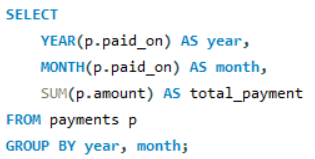 SELECT
    YEAR(p.paid_on) AS year,
    MONTH(p.paid_on) AS month,
    SUM(p.amount) AS total_payment
FROM payments p
GROUP BY year, month;